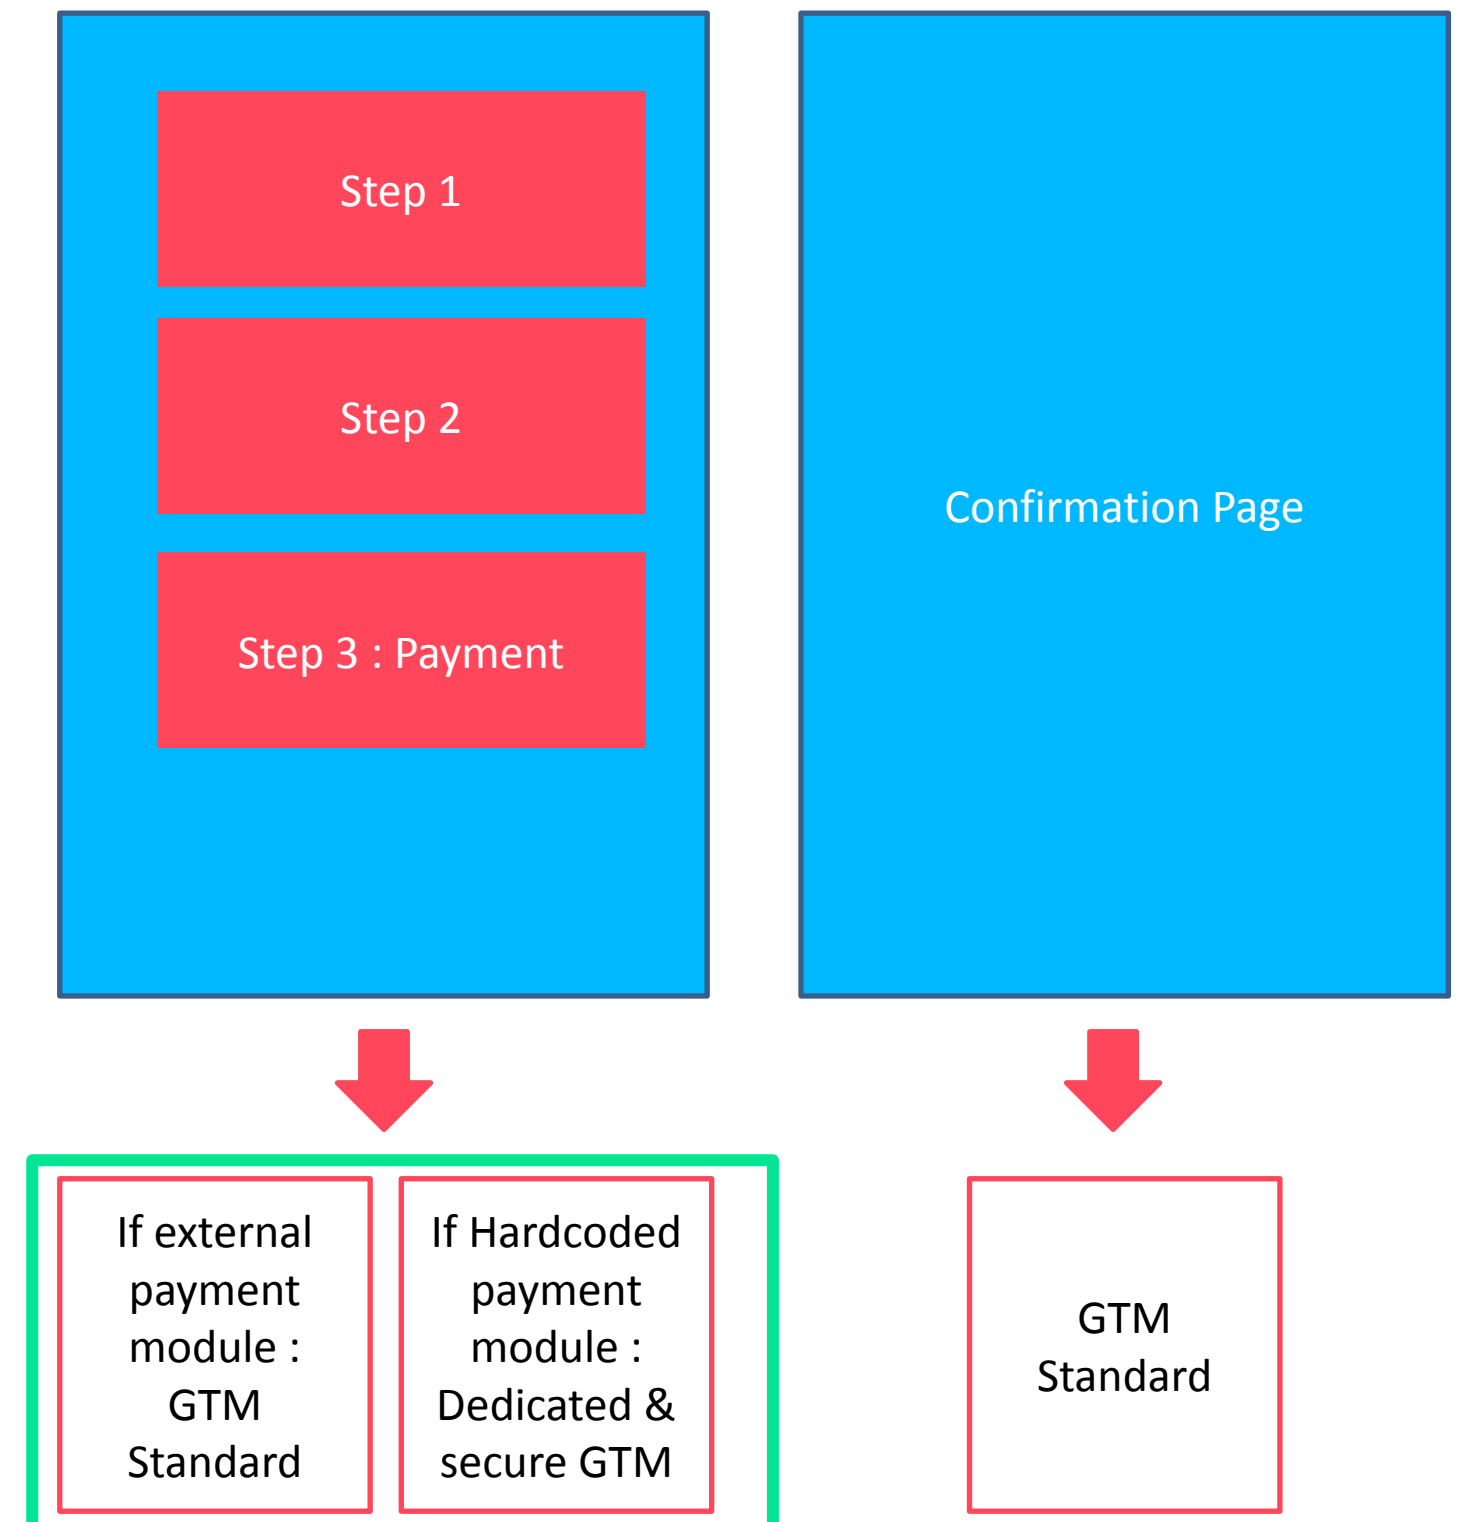 Step 1
Step 2
Step 3 : Payment
Confirmation Page
If external
payment
module :
GTM
Standard
If Hardcoded
payment
module :
Dedicated &
secure GTM
GTM
Standard